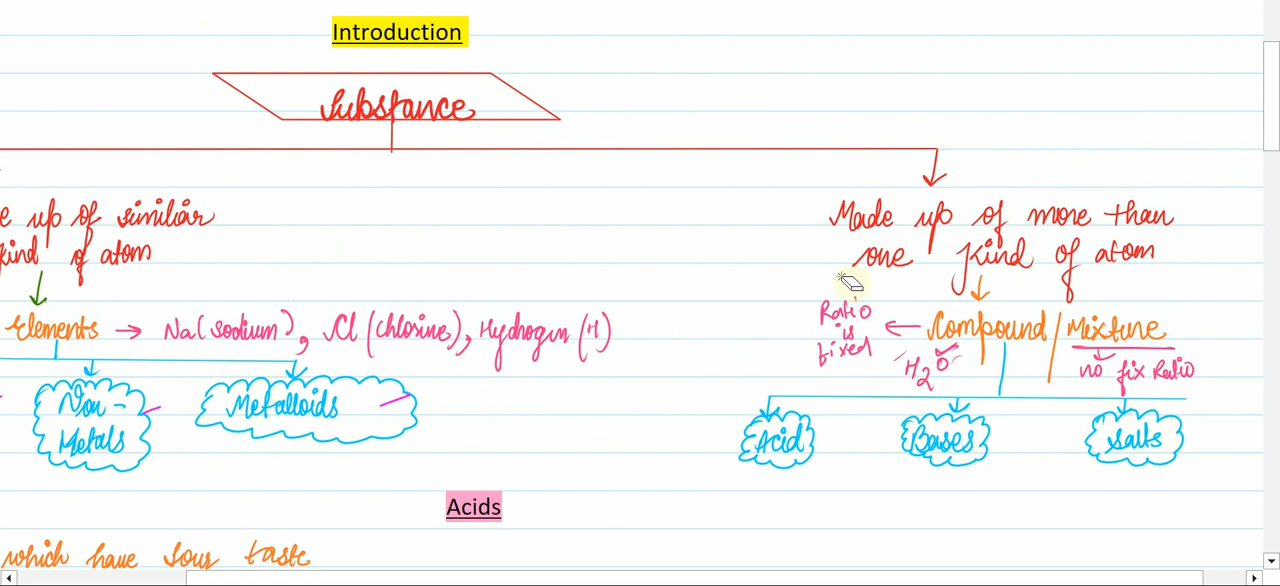 Introduction
Substance
e up of similiar
kind of atom
Made up of more than
one kind of atom
Elements → Na (sodium), Cl (chlorine), Hydrogen (H)
Ratio
is
fixed
← Compound / Mixture
H₂O
no fix Ratio
Non-
Metals
Metalloids
Acid
Bases
Salts
Acids
which have sour taste